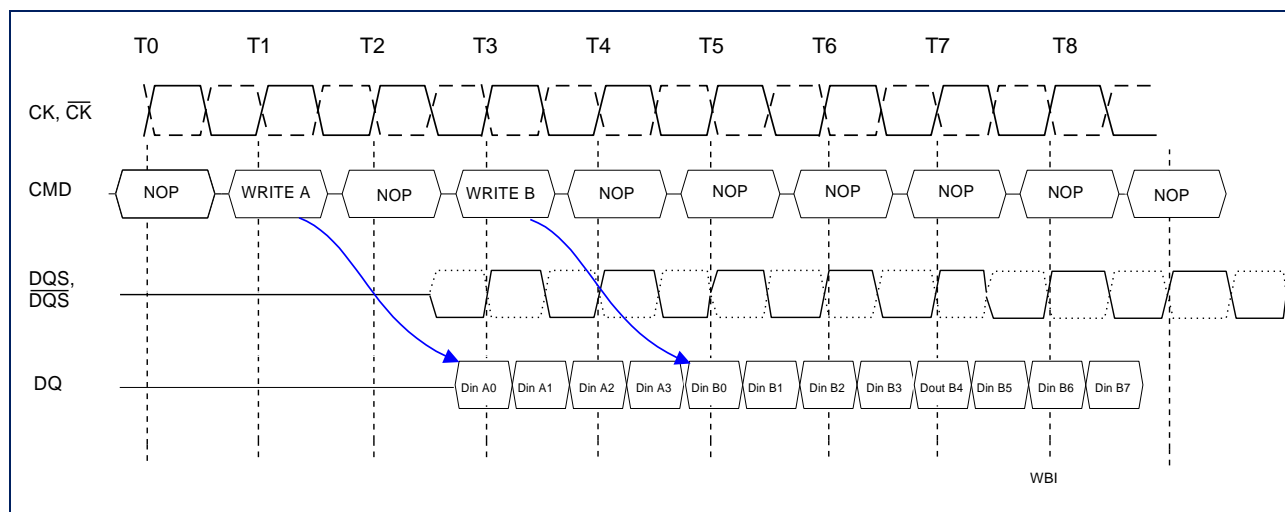 T0 T1 T2 T3 T4 T5 T6 T7 T8
CK, CK
CMD NOP WRITE A NOP WRITE B NOP NOP NOP NOP NOP NOP
DQS,
DQS
DQ Din A0 Din A1 Din A2 Din A3 Din B0 Din B1 Din B2 Din B3 Dout B4 Din B5 Din B6 Din B7
WBI